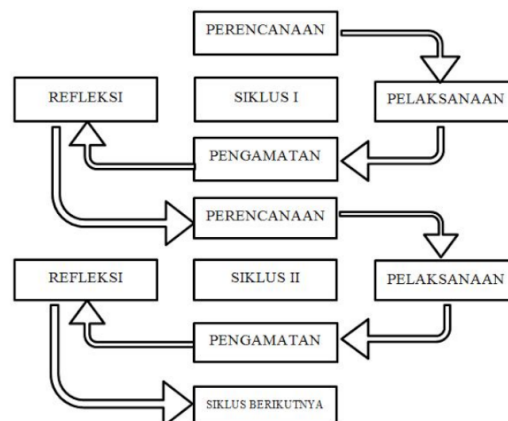 PERENCANAAN
REFLEKSI
SIKLUS I
PELAKSANAAN
PENGAMATAN
PERENCANAAN
REFLEKSI
SIKLUS II
PELAKSANAAN
PENGAMATAN
SIKLUS BERIKUTNYA